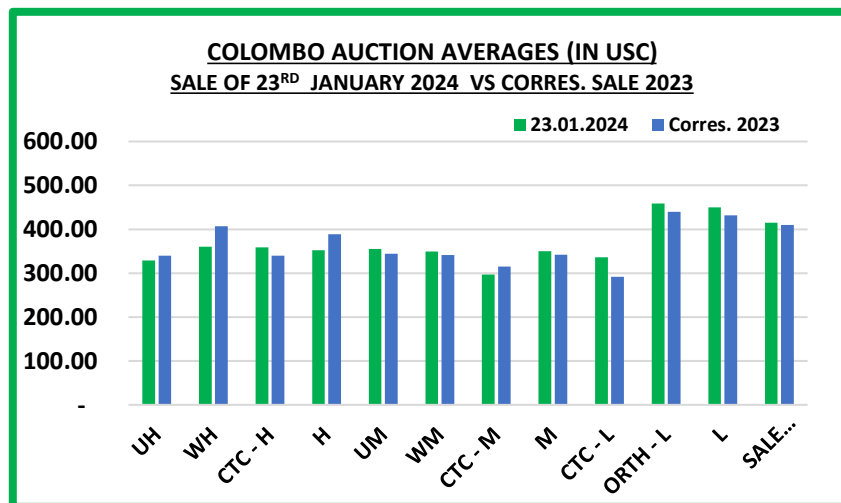 COLOMBO AUCTION AVERAGES (IN USC)
SALE OF 23RD JANUARY 2024 VS CORRES. SALE 2023
23.01.2024 Corres. 2023
600.00
500.00
400.00
300.00
200.00
100.00
-
UH WH CTC - H H UM WM CTC - M M CTC - L ORTH - L L SALE...